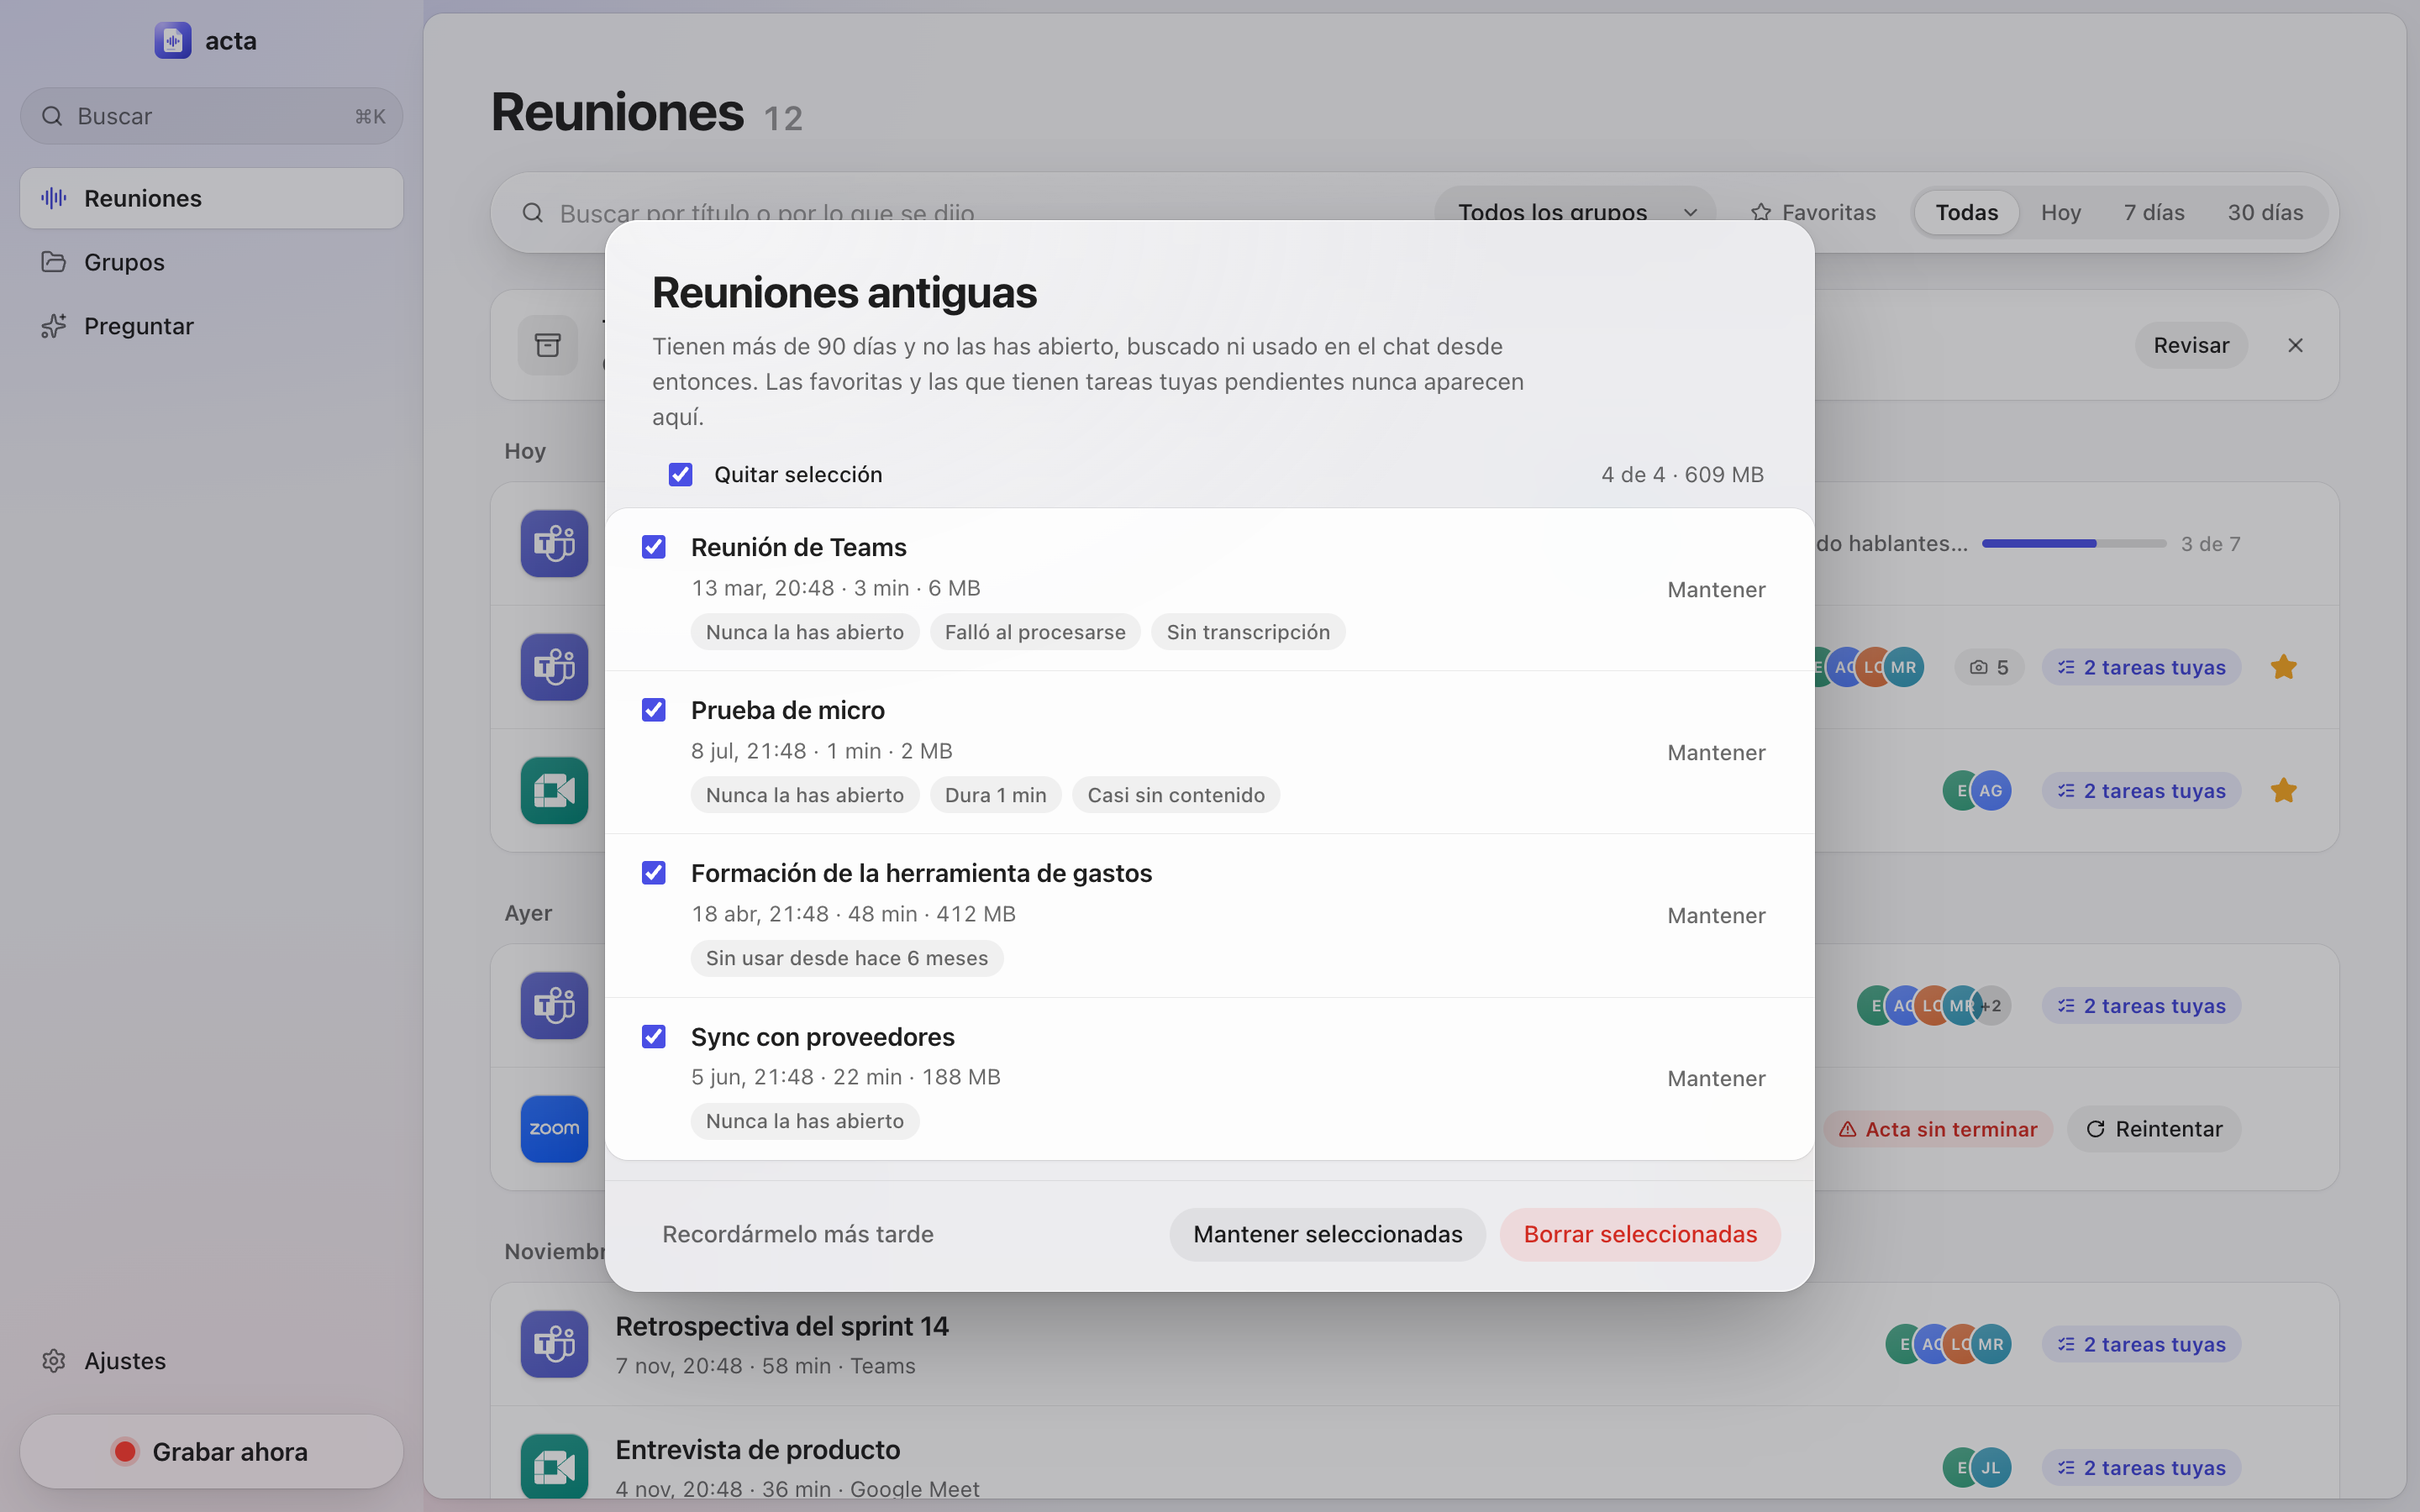 acta
Buscar ⌘K
Reuniones
Grupos
Preguntar
Ajustes
Grabar ahora
Reuniones 12
Buscar por título o por lo que se dijo
Todos los grupos
Favoritas
Todas
Hoy
7 días
30 días
Revisar
Reuniones antiguas
Tienen más de 90 días y no las has abierto, buscado ni usado en el chat desde
entonces. Las favoritas y las que tienen tareas tuyas pendientes nunca aparecen
aquí.
Quitar selección
4 de 4 · 609 MB
Reunión de Teams
13 mar, 20:48 · 3 min · 6 MB
Nunca la has abierto
Falló al procesarse
Sin transcripción
Mantener
Prueba de micro
8 jul, 21:48 · 1 min · 2 MB
Nunca la has abierto
Dura 1 min
Casi sin contenido
Mantener
Formación de la herramienta de gastos
18 abr, 21:48 · 48 min · 412 MB
Sin usar desde hace 6 meses
Mantener
Sync con proveedores
5 jun, 21:48 · 22 min · 188 MB
Nunca la has abierto
Mantener
Recordármelo más tarde
Mantener seleccionadas
Borrar seleccionadas
Hoy
do hablantes...
3 de 7
MR
5
2 tareas tuyas
E AG
2 tareas tuyas
Ayer
E MR +2
2 tareas tuyas
zoom
Acta sin terminar
Reintentar
Noviembr
Retrospectiva del sprint 14
7 nov, 20:48 · 58 min · Teams
E MR
2 tareas tuyas
Entrevista de producto
4 nov, 20:48 · 36 min · Google Meet
E JL
2 tareas tuyas